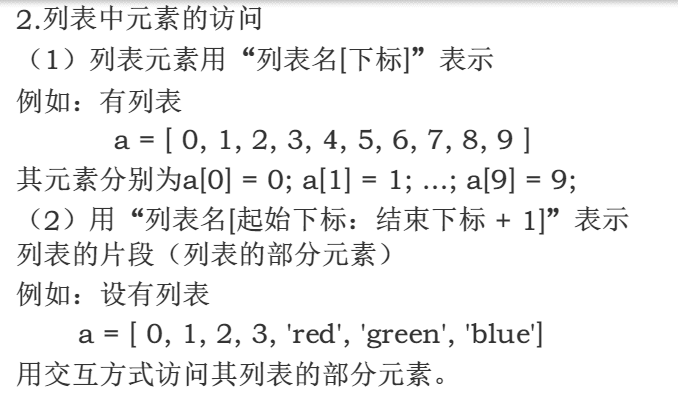 2.列表中元素的访问
（1）列表元素用“列表名[下标]”表示
例如：有列表
a = [ 0, 1, 2, 3, 4, 5, 6, 7, 8, 9 ]
其元素分别为a[0] = 0; a[1] = 1; ...; a[9] = 9;
（2）用“列表名[起始下标：结束下标 + 1]”表示
列表的片段（列表的部分元素）
例如：设有列表
a = [ 0, 1, 2, 3, 'red', 'green', 'blue']
用交互方式访问其列表的部分元素。